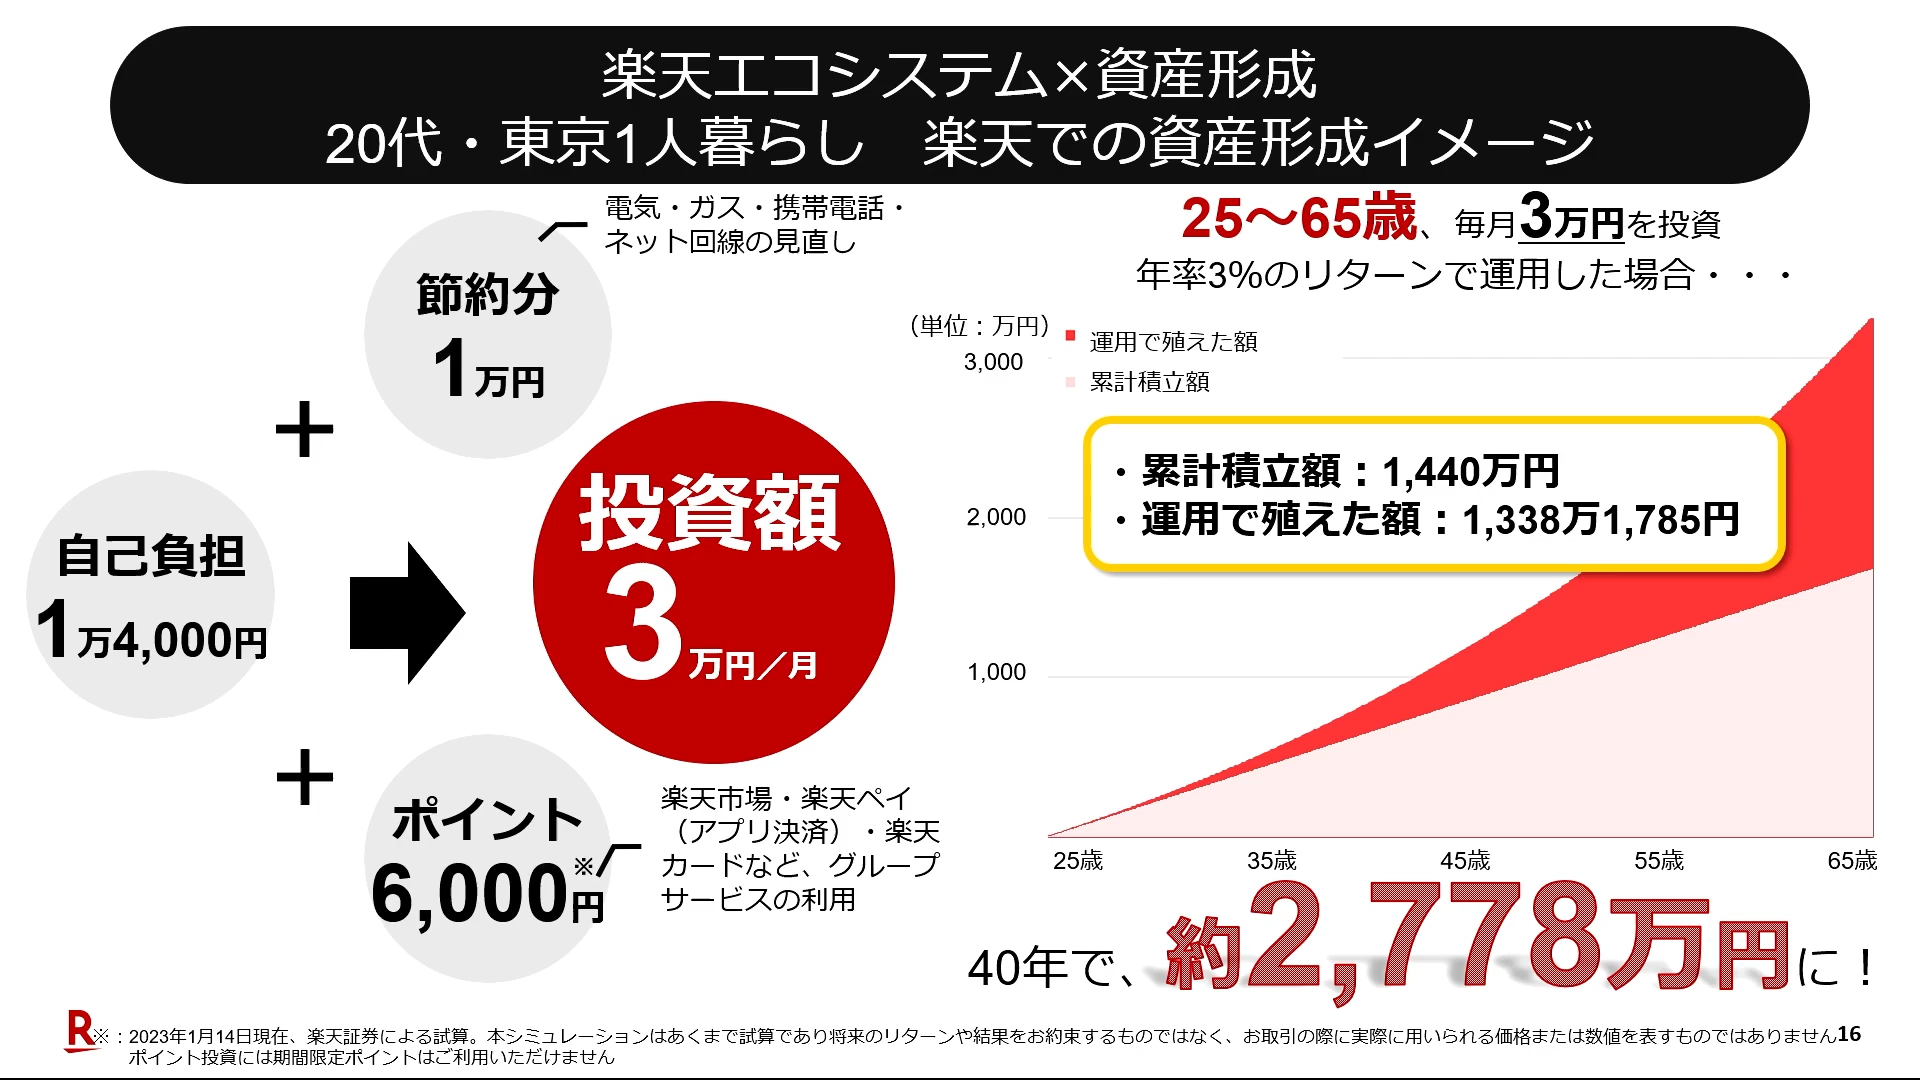 楽天エコシステム×資産形成
20代・東京1人暮らし　楽天での資産形成イメージ
電気・ガス・携帯電話・
ネット回線の見直し
節約分
1万円
＋
自己負担
1万4,000円
＋
ポイント
6,000円※
楽天市場・楽天ペイ
（アプリ決済）・楽天
カードなど、グループ
サービスの利用
投資額
3万円／月
25～65歳、毎月3万円を投資
年率3%のリターンで運用した場合・・・
（単位：万円）
運用で殖えた額
累計積立額
3,000
2,000
1,000
・累計積立額：1,440万円
・運用で殖えた額：1,338万1,785円
25歳 35歳 45歳 55歳 65歳
40年で、約2,778万円に！
R
※：2023年1月14日現在、楽天証券による試算。本シミュレーションはあくまで試算であり将来のリターンや結果をお約束するものではなく、お取引の際に実際に用いられる価格または数値を表すものではありません
ポイント投資には期間限定ポイントはご利用いただけません
16